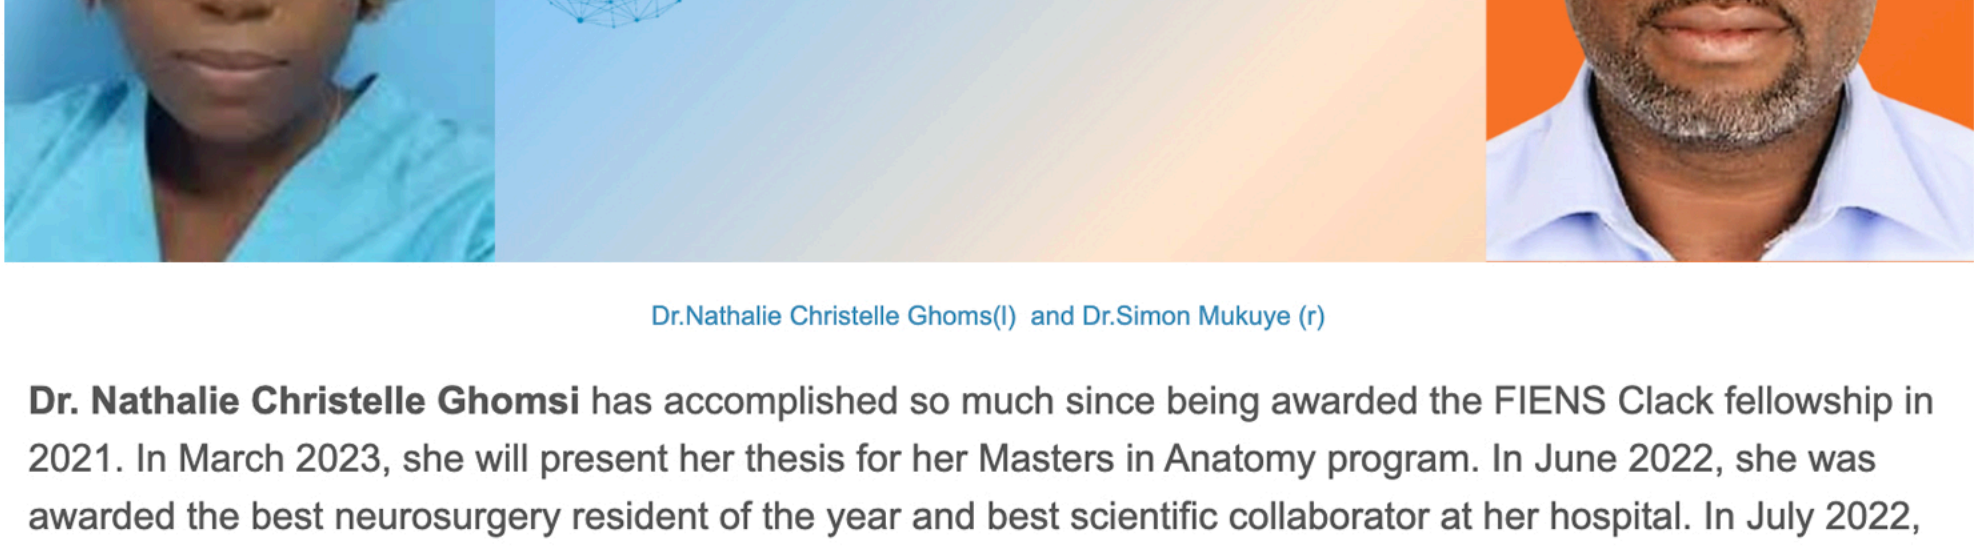 Dr.Nathalie Christelle Ghoms(l)  and Dr.Simon Mukuye (r)
Dr. Nathalie Christelle Ghomsi has accomplished so much since being awarded the FIENS Clack fellowship in
2021. In March 2023, she will present her thesis for her Masters in Anatomy program. In June 2022, she was
awarded the best neurosurgery resident of the year and best scientific collaborator at her hospital. In July 2022,